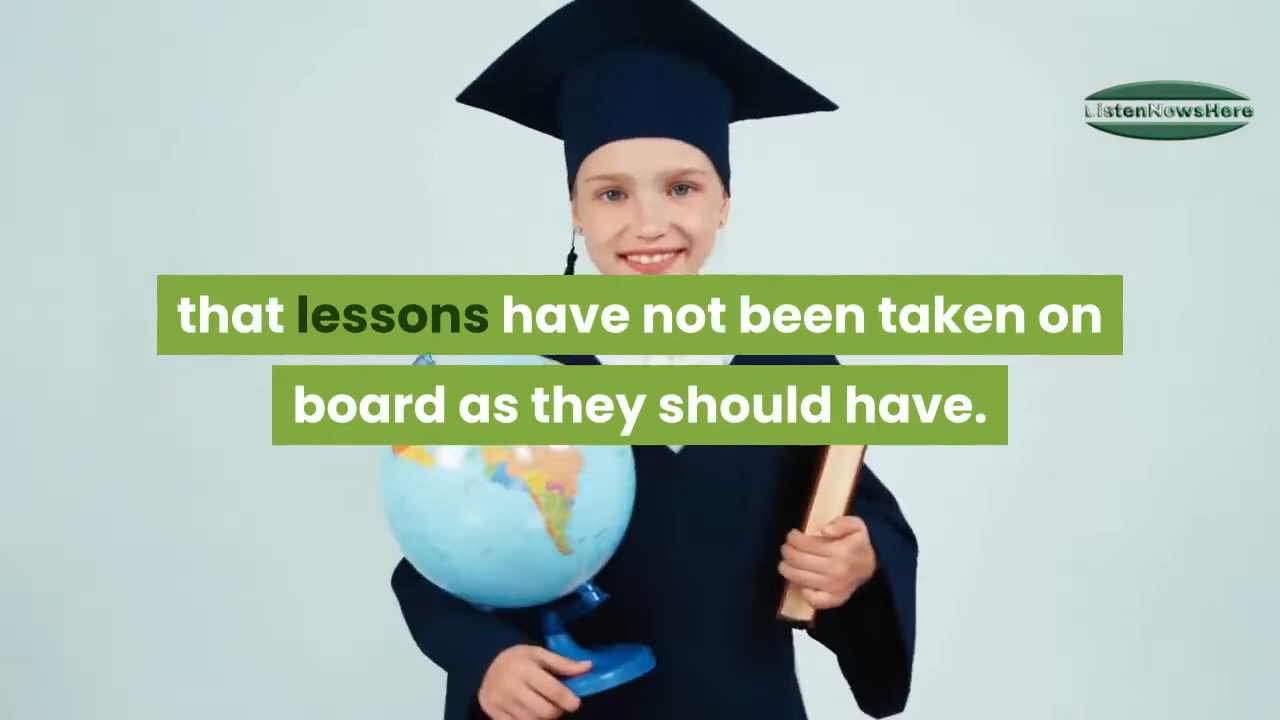 ListenNewsHere
that lessons have not been taken on
board as they should have.